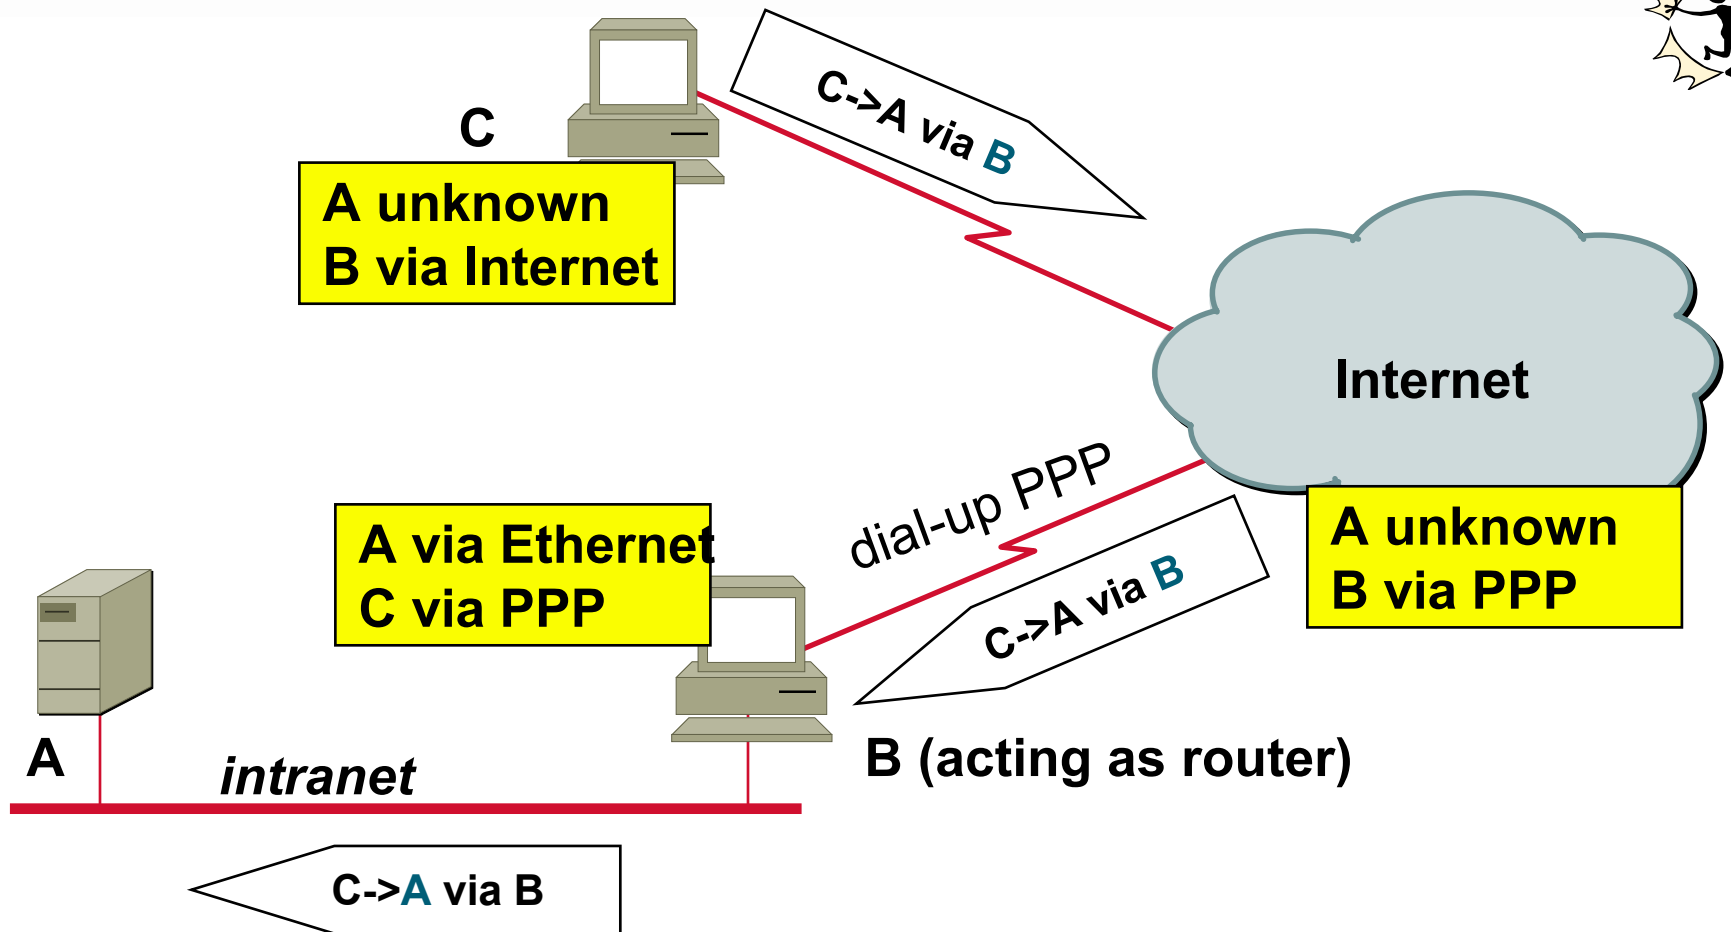 C->A via B
C
A unknown
B via Internet
Internet
dial-up PPP
A via Ethernet
C via PPP
A unknown
B via PPP
C->A via B
A
intranet
B (acting as router)
C->A via B